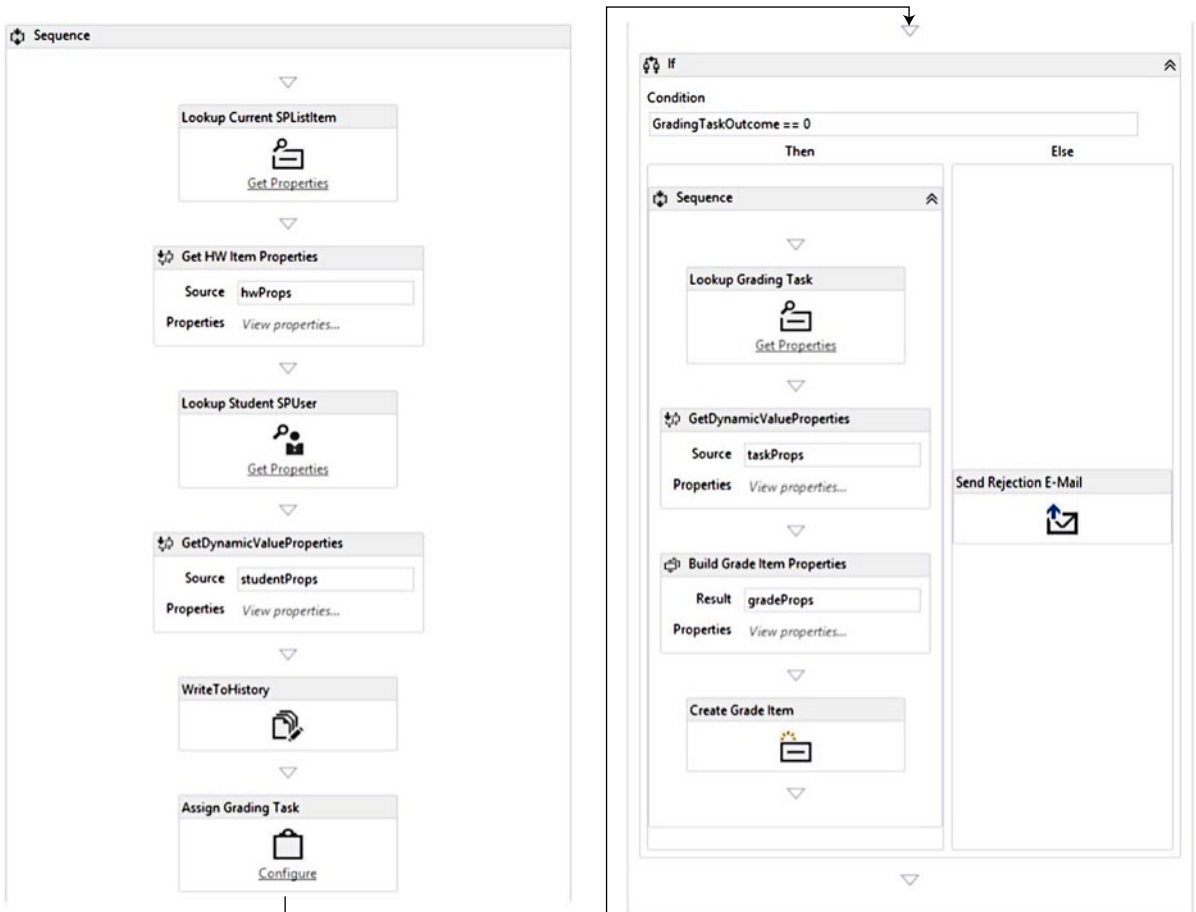 Sequence
Lookup Current SPListItem
Get Properties
Get HW Item Properties
Source hwProps
Properties View properties...
Lookup Student SPUser
Get Properties
GetDynamicValueProperties
Source studentProps
Properties View properties...
WriteToHistory
Assign Grading Task
Configure
If
Condition
GradingTaskOutcome == 0
Then Else
Sequence
Lookup Grading Task
Get Properties
GetDynamicValueProperties
Source taskProps
Properties View properties...
Build Grade Item Properties
Result gradeProps
Properties View properties...
Create Grade Item
Send Rejection E-Mail